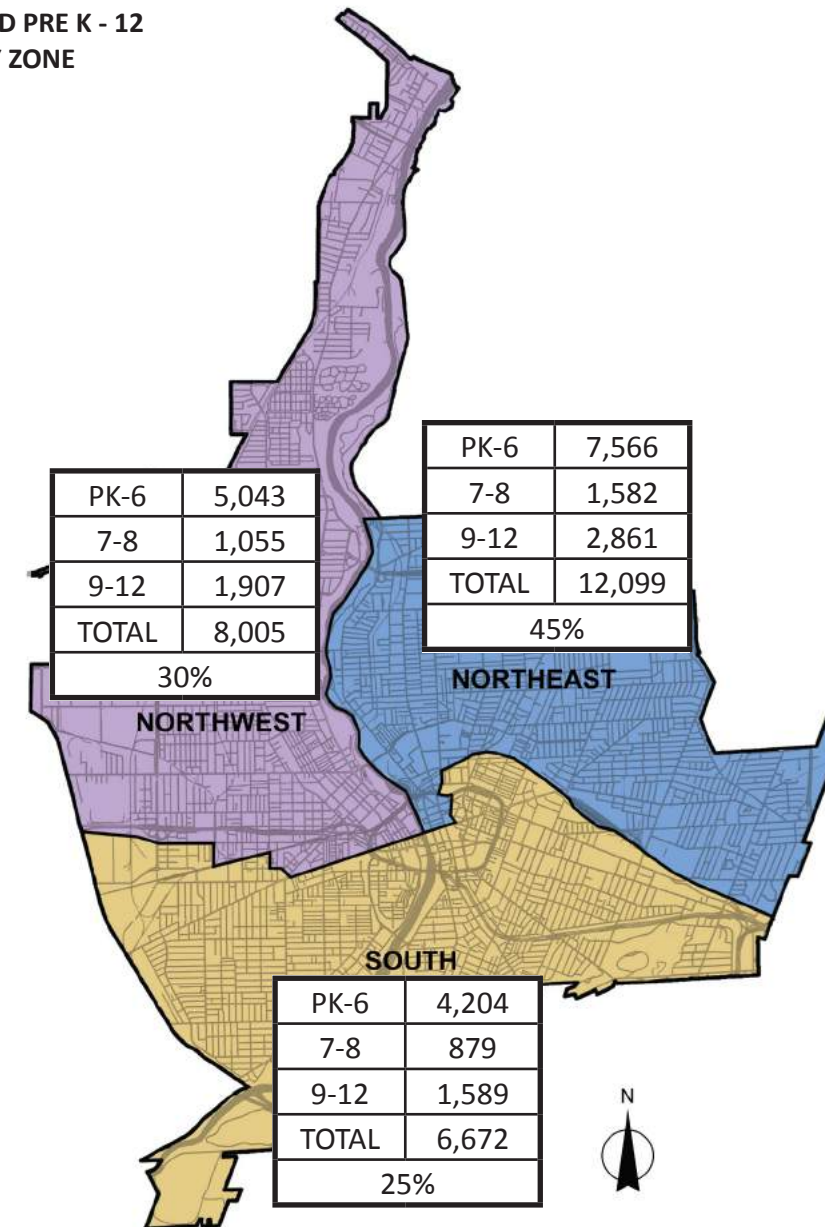 D PRE K - 12
ZONE
PK-6 7,566
7-8 1,582
9-12 2,861
TOTAL 12,099
45%
NORTHEAST
PK-6 5,043
7-8 1,055
9-12 1,907
TOTAL 8,005
30%
NORTHWEST
SOUTH
PK-6 4,204
7-8 879
9-12 1,589
TOTAL 6,672
25%
N